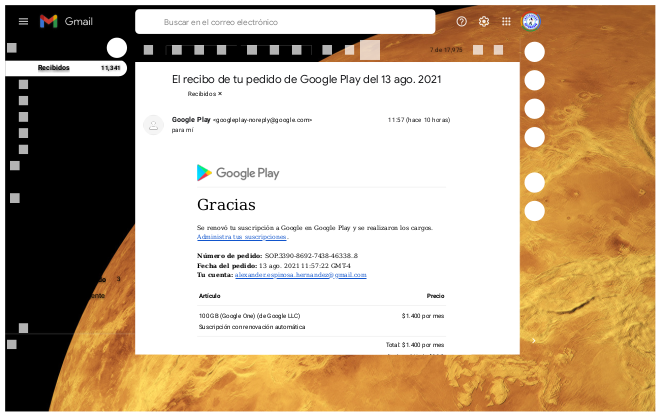 Gmail
Buscar en el correo electrónico
7 de 17,978
Recibidos 11,341
El recibo de tu pedido de Google Play del 13 ago. 2021
Recibidos ×
Google Play <googleplay-noreply@google.com> 11:57 (hace 10 horas)
para mí
Google Play
Gracias
Se renovó tu suscripción a Google en Google Play y se realizaron los cargos.
Administra tus suscripciones.
Número de pedido: SOP.3390-8692-7438-46338..8
Fecha del pedido: 13 ago. 2021 11:57:22 GMT-4
Tu cuenta: alexander.espinosa.hernandez@gmail.com
Artículo Precio
100 GB (Google One) (de Google LLC) $1.400 por mes
Suscripción con renovación automática
3
Total: $1.400 por mes